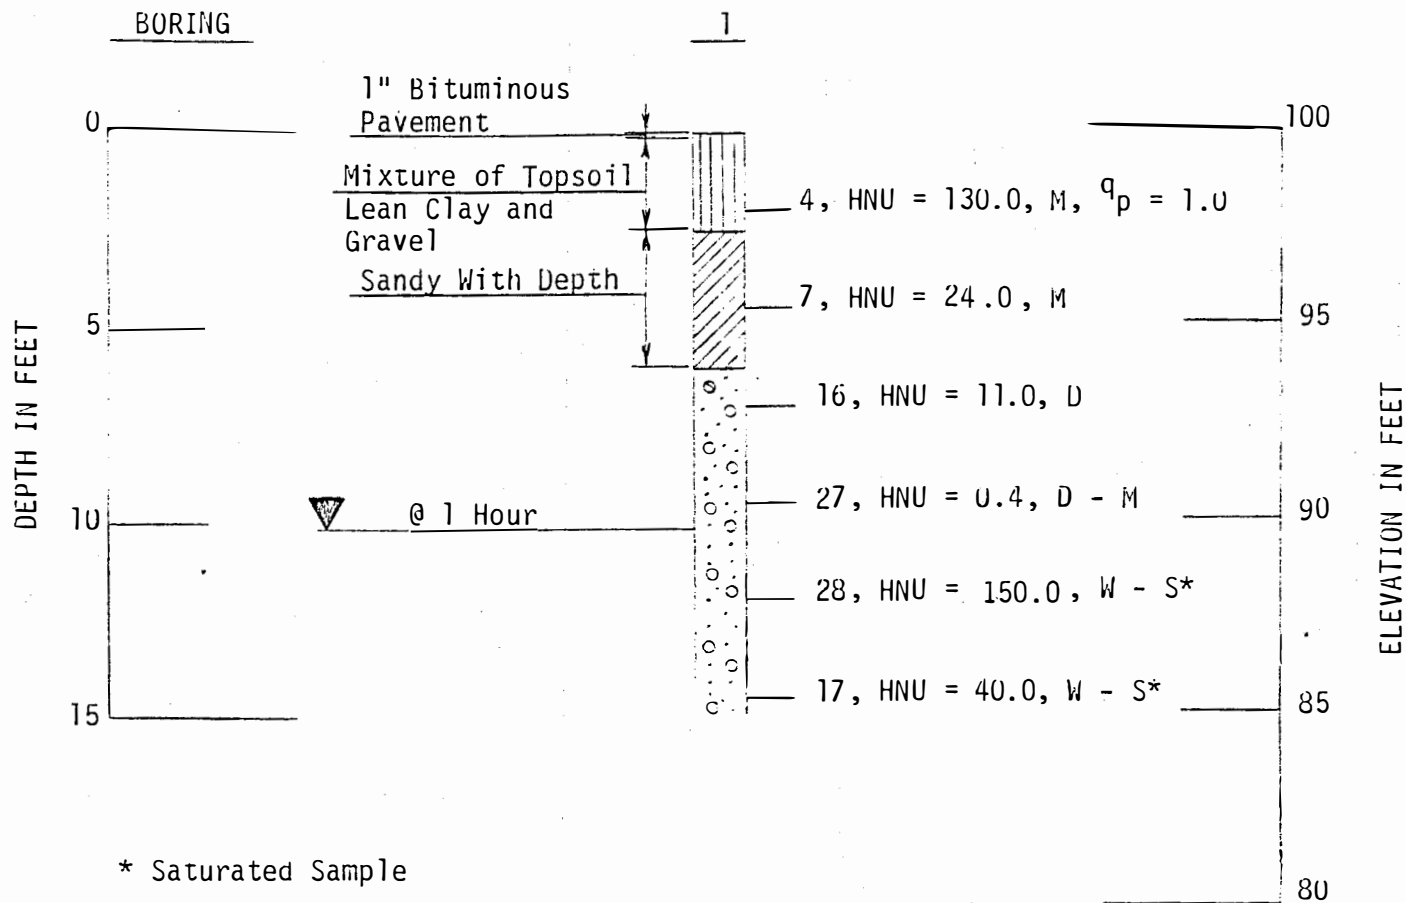 BORING
1
1" Bituminous
Pavement
0
100
Mixture of Topsoil
Lean Clay and
Gravel
4, HNU = 130.0, M, qp = 1.0
Sandy With Depth
7, HNU = 24.0, M
5
95
DEPTH IN FEET
ELEVATION IN FEET
16, HNU = 11.0, D
27, HNU = 0.4, D - M
10
@ 1 Hour
90
28, HNU = 150.0, W - S*
17, HNU = 40.0, W - S*
15
85
* Saturated Sample
80